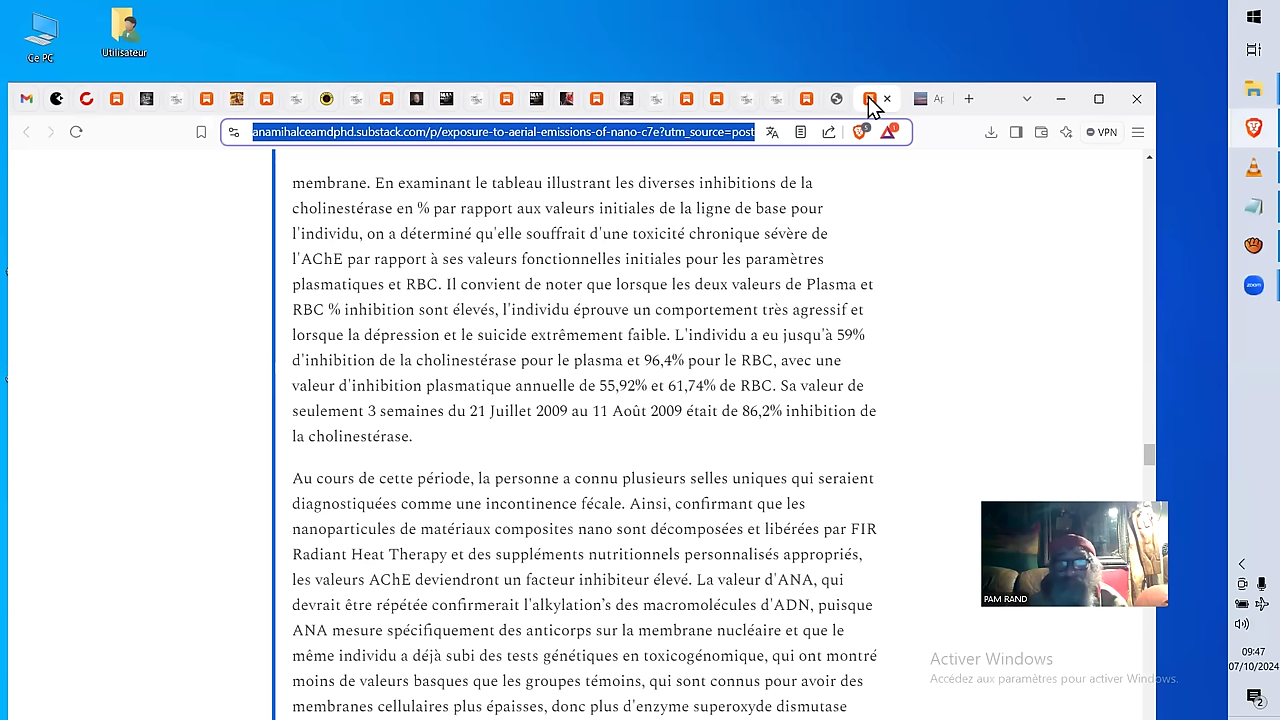 Ce PC
Utilisateur
Ar
anamihalceamdphd.substack.com/p/exposure-to-aerial-emissions-of-nano-c7e?utm_source=post
VPN
membrane. En examinant le tableau illustrant les diverses inhibitions de la
cholinestérase en % par rapport aux valeurs initiales de la ligne de base pour
l'individu, on a déterminé qu'elle souffrait d'une toxicité chronique sévère de
l'AChE par rapport à ses valeurs fonctionnelles initiales pour les paramètres
plasmatiques et RBC. Il convient de noter que lorsque les deux valeurs de Plasma et
RBC % inhibition sont élevés, l'individu éprouve un comportement très agressif et
lorsque la dépression et le suicide extrêmement faible. L'individu a eu jusqu'à 59%
d'inhibition de la cholinestérase pour le plasma et 96,4% pour le RBC, avec une
valeur d'inhibition plasmatique annuelle de 55,92% et 61,74% de RBC. Sa valeur de
seulement 3 semaines du 21 Juillet 2009 au 11 Août 2009 était de 86,2% inhibition de
la cholinestérase.
Au cours de cette période, la personne a connu plusieurs selles uniques qui seraient
diagnostiquées comme une incontinence fécale. Ainsi, confirmant que les
nanoparticules de matériaux composites nano sont décomposées et libérées par FIR
Radiant Heat Therapy et des suppléments nutritionnels personnalisés appropriés,
les valeurs AChE deviendront un facteur inhibiteur élevé. La valeur d'ANA, qui
devrait être répétée confirmerait l'alkylation’s des macromolécules d'ADN, puisque
ANA mesure spécifiquement des anticorps sur la membrane nucléaire et que le
même individu a déjà subi des tests génétiques en toxicogénomique, qui ont montré
moins de valeurs basques que les groupes témoins, qui sont connus pour avoir des
membranes cellulaires plus épaisses, donc plus d'enzyme superoxyde dismutase
PAM RAND
Activer Windows
Accédez aux paramètres pour activer Windows.
zoom
09:47
07/10/2024
2